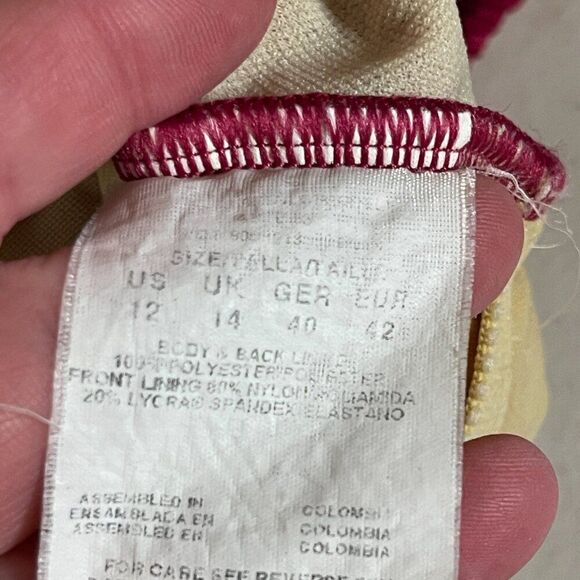 SIZE/TALLA/TAILLE
US UK GER EUR
12 14 40 42
BODY & BACK LINING
100% POLYESTER/POLIESTER
FRONT LINING 80% NYLON/POLIAMIDA
20% LYCRA® SPANDEX/ELASTANO
ASSEMBLED IN COLOMBIA
ENSAMBLADA EN COLOMBIA
ASSEMBLED EN COLOMBIA
FOR CARE SEE REVERSE